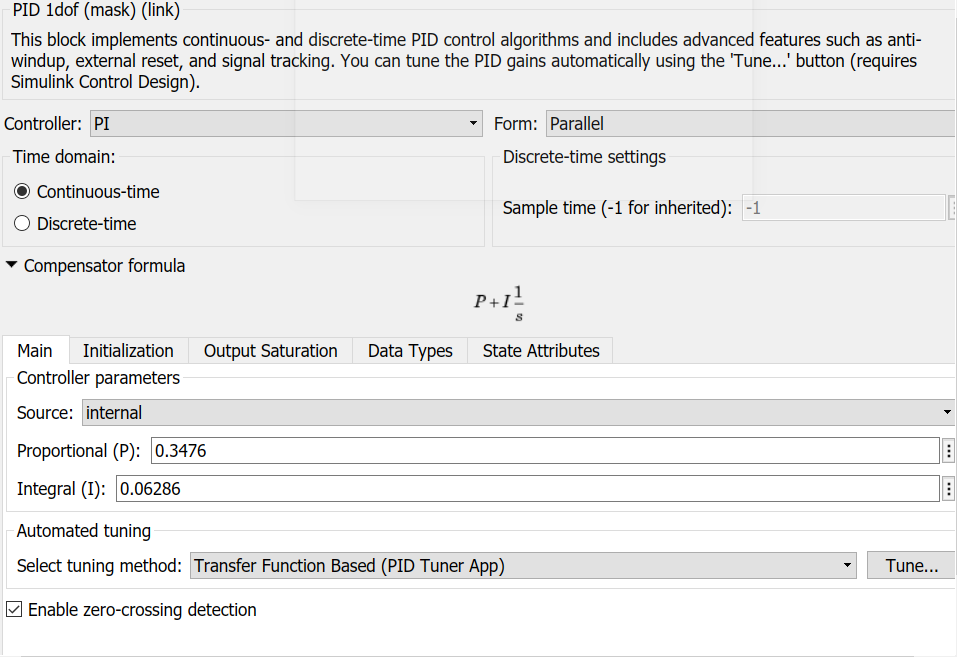 PID 1dof (mask) (link)
This block implements continuous- and discrete-time PID control algorithms and includes advanced features such as anti-
windup, external reset, and signal tracking. You can tune the PID gains automatically using the 'Tune...' button (requires
Simulink Control Design).
Controller: PI Form: Parallel
Time domain: Discrete-time settings
Continuous-time
Sample time (-1 for inherited): -1
Discrete-time
Compensator formula
P + I 1/s
Main Initialization Output Saturation Data Types State Attributes
Controller parameters
Source: internal
Proportional (P): 0.3476
Integral (I): 0.06286
Automated tuning
Select tuning method: Transfer Function Based (PID Tuner App) Tune...
Enable zero-crossing detection